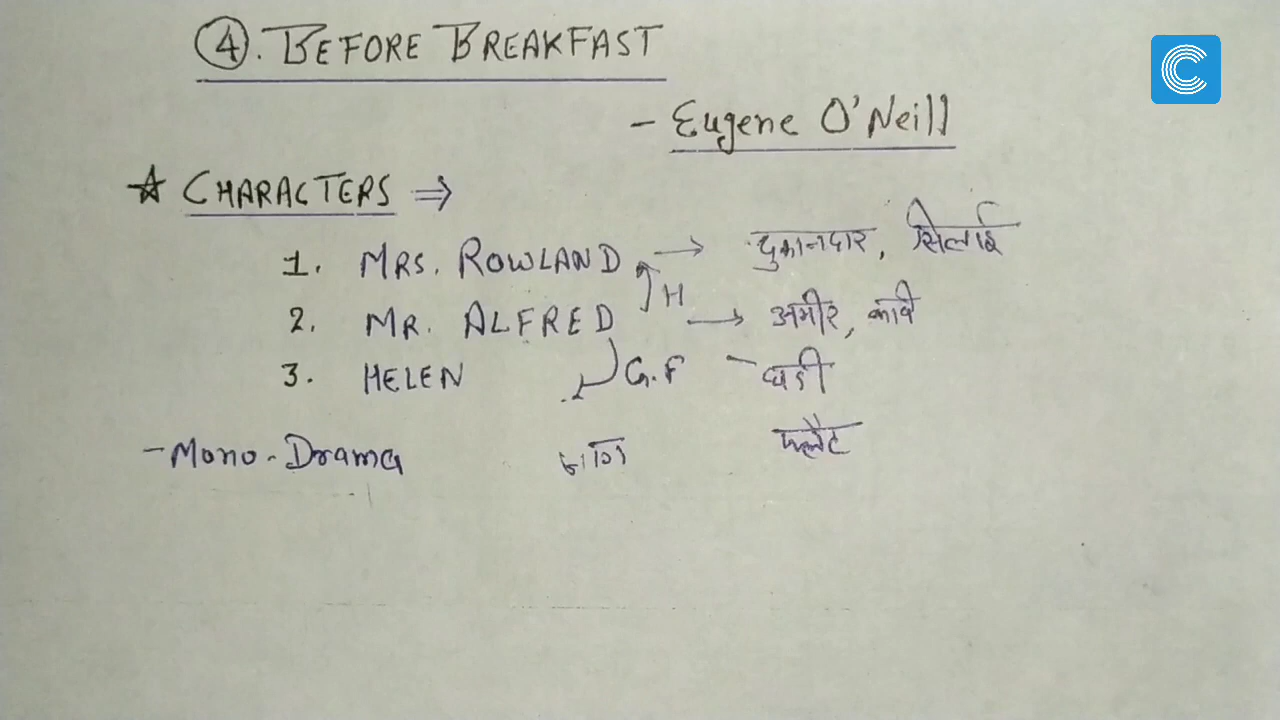 4. BEFORE BREAKFAST
- Eugene O'Neill
☆ CHARACTERS ⇒
1. MRS. ROWLAND → दुकानदार, सिलाई
H
2. MR. ALFRED → अमीर, कवि
3. HELEN G.F - घडी
- Mono-Drama फ्लैट